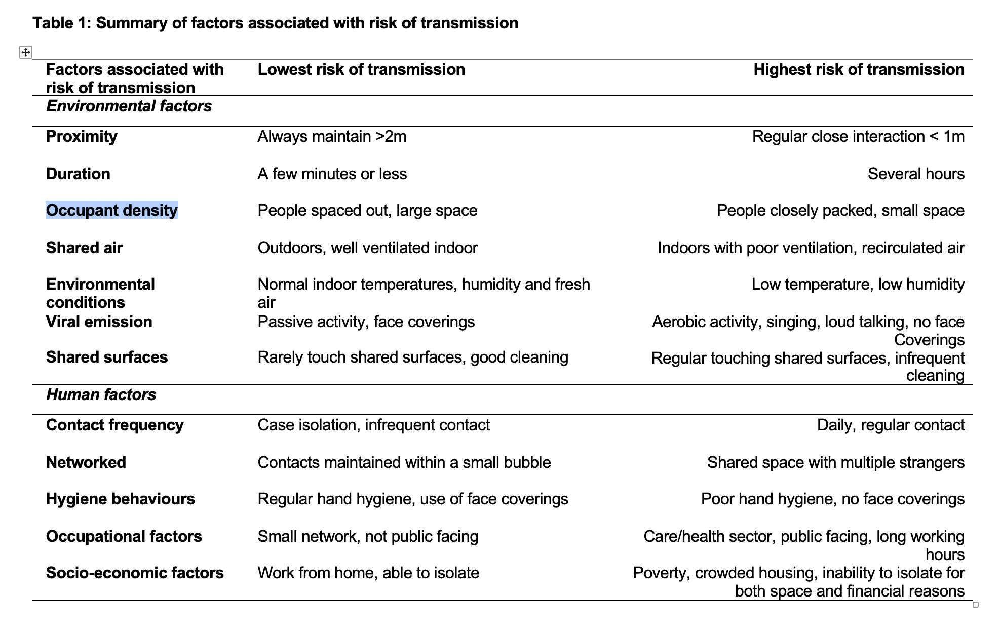 Table 1: Summary of factors associated with risk of transmission
Factors associated with risk of transmission Lowest risk of transmission Highest risk of transmission
Environmental factors
Proximity Always maintain >2m Regular close interaction < 1m
Duration A few minutes or less Several hours
Occupant density People spaced out, large space People closely packed, small space
Shared air Outdoors, well ventilated indoor Indoors with poor ventilation, recirculated air
Environmental conditions Normal indoor temperatures, humidity and fresh air Low temperature, low humidity
Viral emission Passive activity, face coverings Aerobic activity, singing, loud talking, no face Coverings
Shared surfaces Rarely touch shared surfaces, good cleaning Regular touching shared surfaces, infrequent cleaning
Human factors
Contact frequency Case isolation, infrequent contact Daily, regular contact
Networked Contacts maintained within a small bubble Shared space with multiple strangers
Hygiene behaviours Regular hand hygiene, use of face coverings Poor hand hygiene, no face coverings
Occupational factors Small network, not public facing Care/health sector, public facing, long working hours
Socio-economic factors Work from home, able to isolate Poverty, crowded housing, inability to isolate for both space and financial reasons